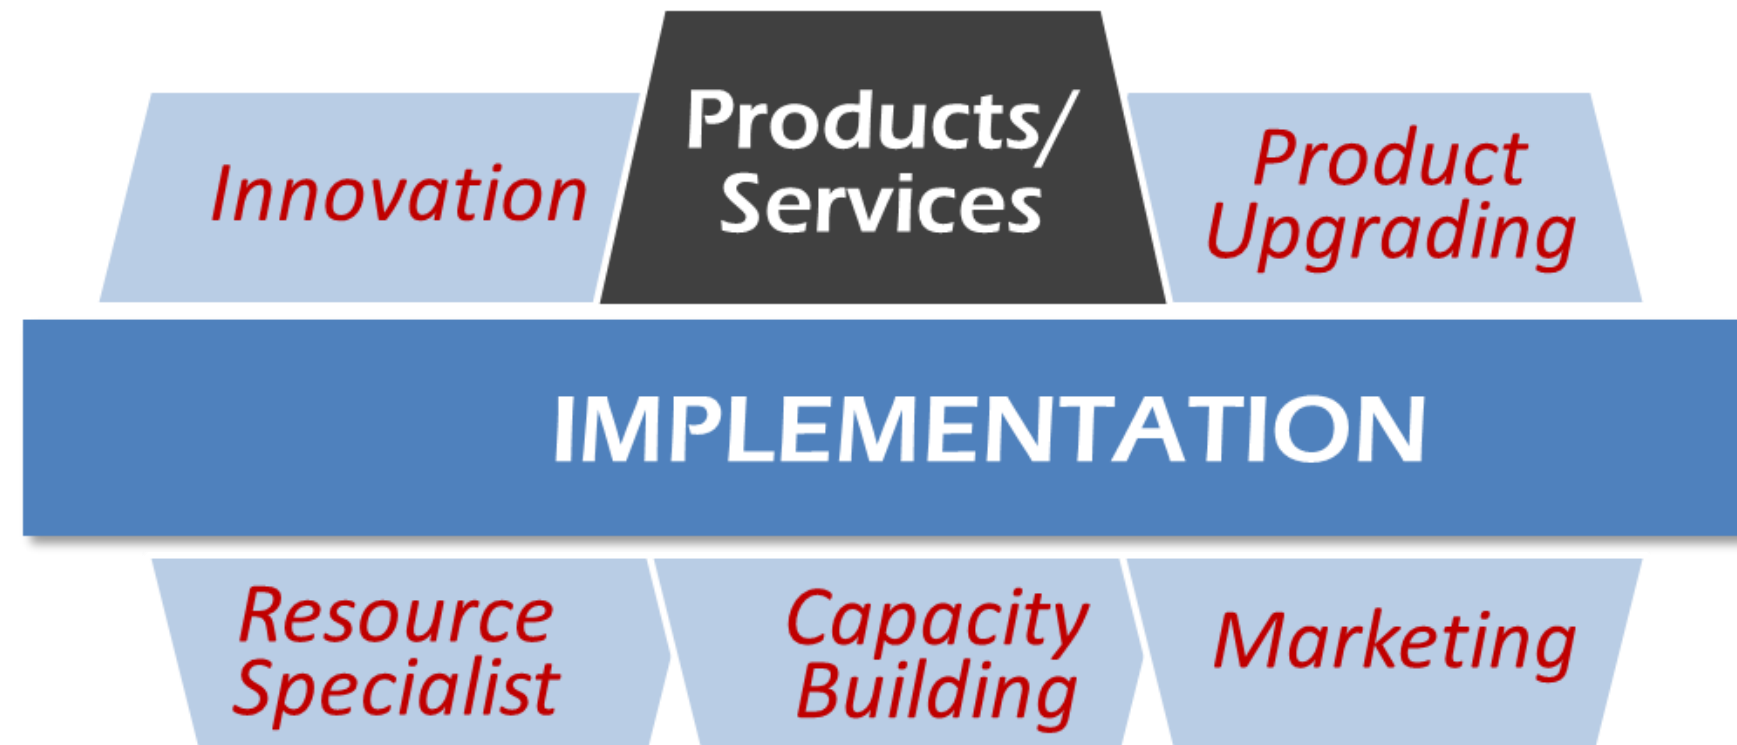 Innovation
Products/
Services
Product
Upgrading
IMPLEMENTATION
Resource
Specialist
Capacity
Building
Marketing